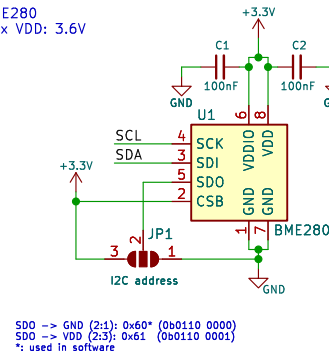 E280
x VDD: 3.6V
+3.3V
C1
C2
100nF
100nF
GND
G
U1
6
8
VDDIO
VDD
SCL
4
SCK
SDA
3
SDI
5
SDO
2
CSB
+3.3V
GND
GND
1
7
BME280
JP1
2
3
1
I2C address
GND
SDO -> GND (2:1): 0x60* (0b0110 0000)
SDO -> VDD (2:3): 0x61 (0b0110 0001)
*: used in software